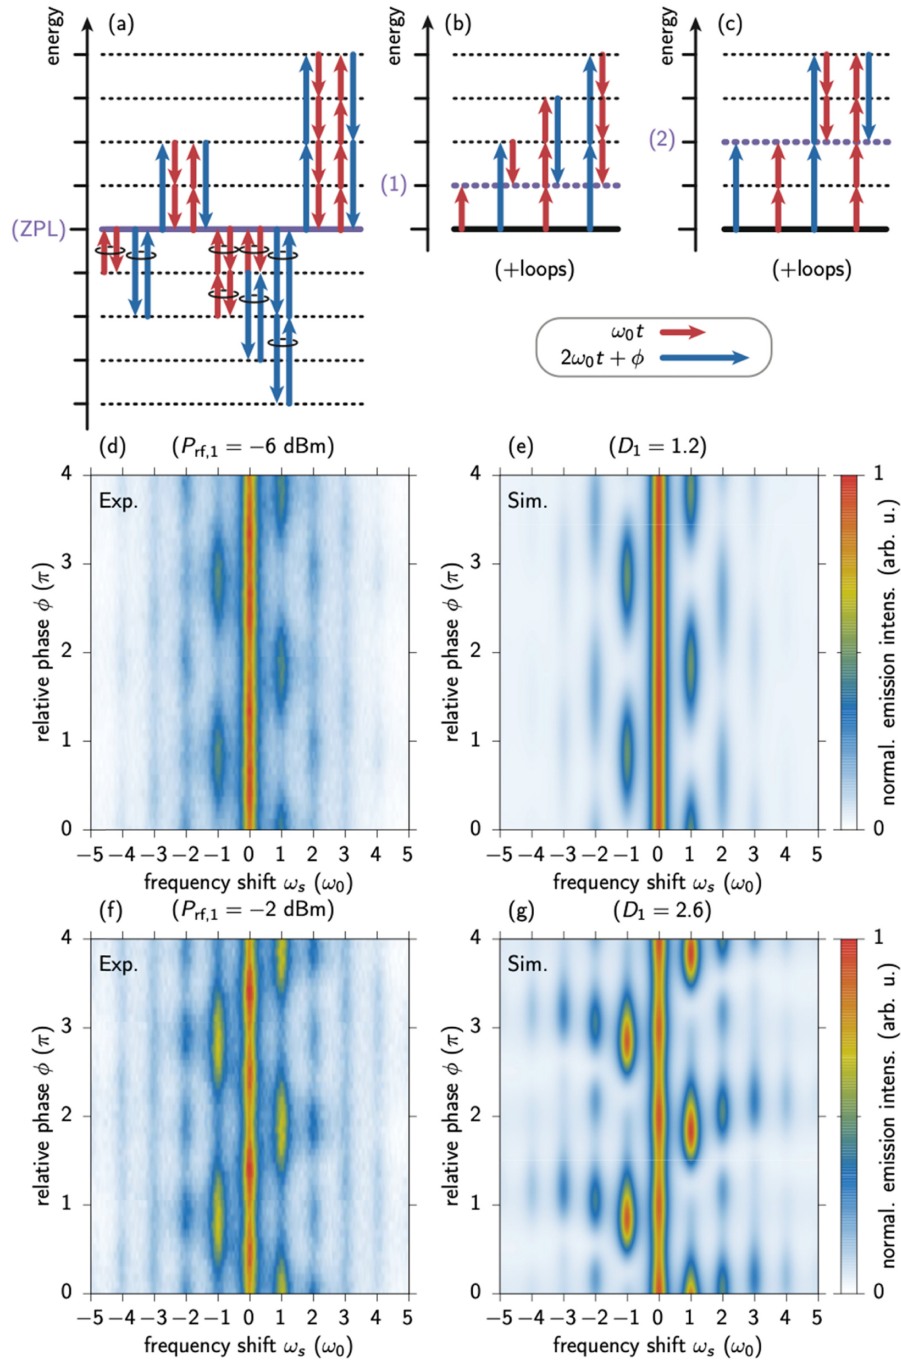 energy
(a)
energy
(b)
energy
(c)
(ZPL)
(1)
(2)
(+loops)
(+loops)
ω₀t
2ω₀t + ϕ
(d) (P_rf,1 = −6 dBm)
Exp.
relative phase ϕ (π)
4
3
2
1
0
−5 −4 −3 −2 −1 0 1 2 3 4 5
frequency shift ωₛ (ω₀)
(e) (D₁ = 1.2)
Sim.
relative phase ϕ (π)
4
3
2
1
0
−5 −4 −3 −2 −1 0 1 2 3 4 5
frequency shift ωₛ (ω₀)
1
0
normal. emission intens. (arb. u.)
(f) (P_rf,1 = −2 dBm)
Exp.
relative phase ϕ (π)
4
3
2
1
0
−5 −4 −3 −2 −1 0 1 2 3 4 5
frequency shift ωₛ (ω₀)
(g) (D₁ = 2.6)
Sim.
relative phase ϕ (π)
4
3
2
1
0
−5 −4 −3 −2 −1 0 1 2 3 4 5
frequency shift ωₛ (ω₀)
1
0
normal. emission intens. (arb. u.)